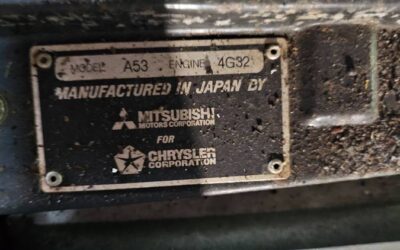 MODEL A53 ENGINE 4G32
MANUFACTURED IN JAPAN BY
MITSUBISHI
MOTORS CORPORATION
FOR
CHRYSLER
CORPORATION